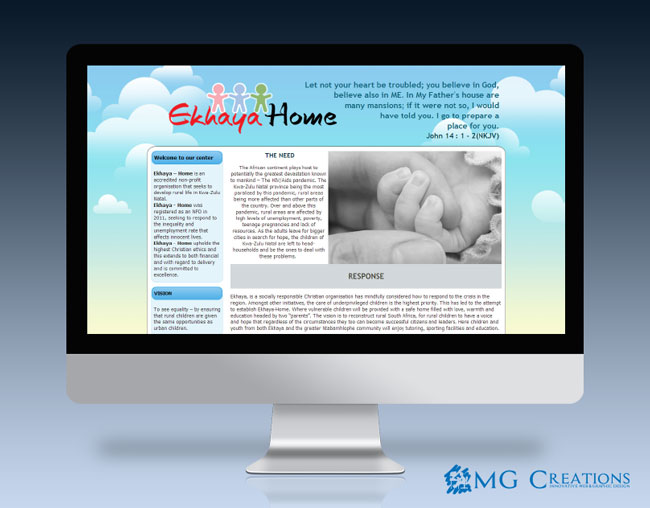 Let not your heart be troubled; you believe in God,
believe also in ME. In My Father's house are
many mansions; if it were not so, I would
have told you. I go to prepare a
place for you.
John 14 : 1 - 2(NKJV)
Ekhaya Home
Welcome to our center
Ekhaya - Home is an
accredited non-profit
organisation that seeks to
develop rural life in Kwa-Zulu
Natal.
Ekhaya - Home was
registered as an NPO in
2011, seeking to respond to
the inequality and
unemployment rate that
affects innocent lives.
Ekhaya - Home upholds the
highest Christian ethics and
this extends to both financial
and with regard to delivery
and is committed to
excellence.
VISION
To see equality – by ensuring
that rural children are given
the same opportunities as
urban children.
THE NEED
The African continent plays host to
potentially the greatest devastation known
to mankind – The HIV/Aids pandemic. The
Kwa-Zulu Natal province being the most
paralized by this pandemic, rural areas
being more affected than other parts of
the country. Over and above this
pandemic, rural areas are affected by
high levels of unemployment, poverty,
teenage pregnancies and lack of
resources. As the adults leave for bigger
cities in search for hope, the children of
Kwa-Zulu Natal are left to head
households and be the ones to deal with
these problems.
RESPONSE
Ekhaya, is a socially responsible Christian organisation has mindfully considered how to respond to the crisis in the
region. Amongst other initiatives, the care of underprivileged children is the highest priority. This has led to the attempt
to establish Ekhaya-Home. Where vulnerable children will be provided with a safe home filled with love, warmth and
education headed by loving "parents". The vision is to reconstruct rural South Africa, for rural children to have a voice
and hope that regardless of the circumstances they too can become successful citizens and leaders. Here children and
youth from both Ekhaya and the greater community will enjoy tutoring, sporting facilities and education.
MG Creations
INNOVATIVE WEB&GRAPHIC DESIGN